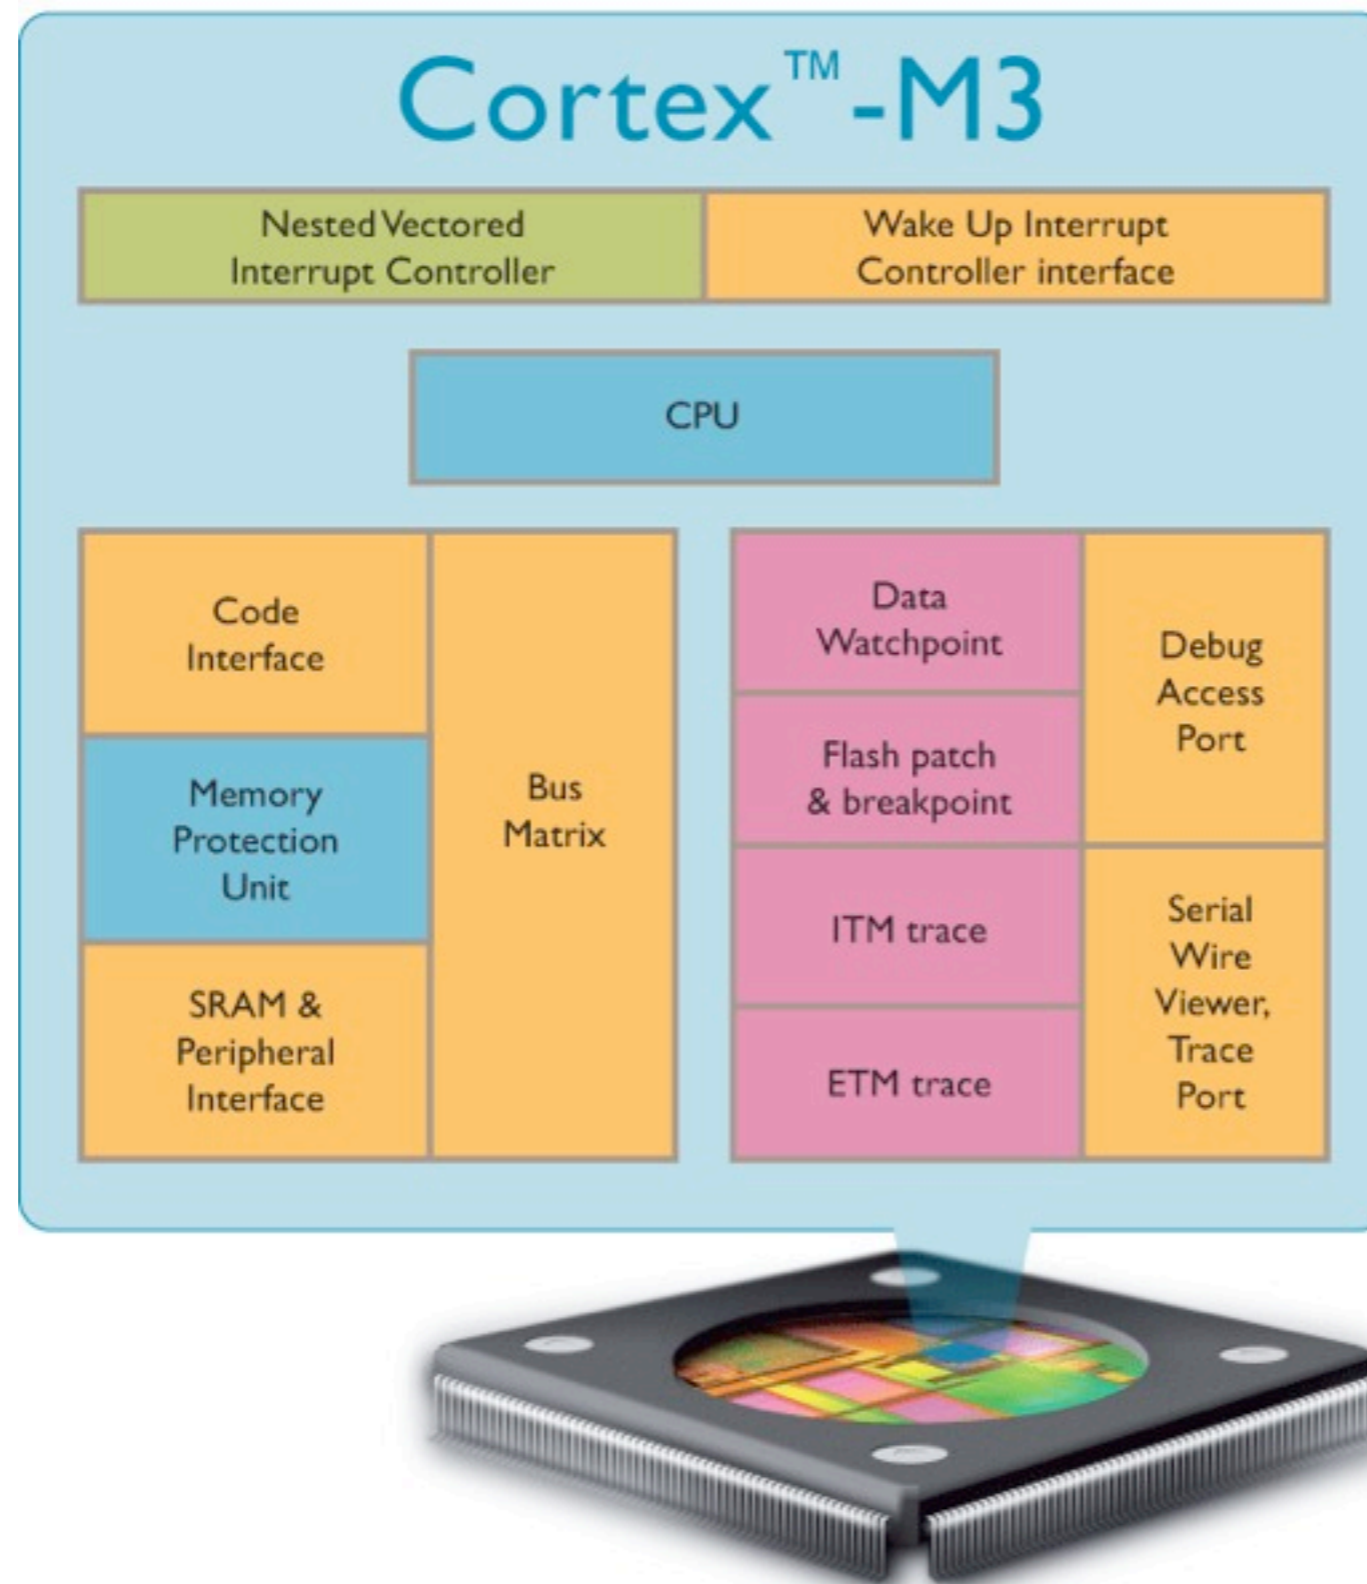 Cortex™-M3
Nested Vectored
Interrupt Controller
Wake Up Interrupt
Controller interface
CPU
Code
Interface
Memory
Protection
Unit
SRAM &
Peripheral
Interface
Bus
Matrix
Data
Watchpoint
Flash patch
& breakpoint
ITM trace
ETM trace
Debug
Access
Port
Serial
Wire
Viewer,
Trace
Port